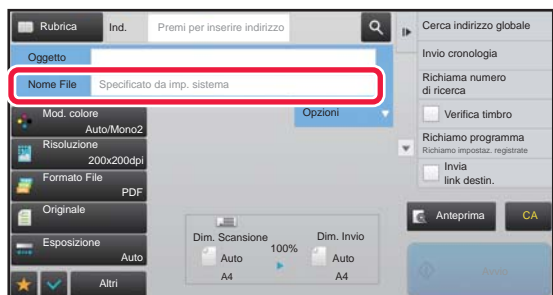 Rubrica
Ind.
Premi per inserire indirizzo
Oggetto
Nome File
Specificato da imp. sistema
Mod. colore
Auto/Mono2
Risoluzione
200x200dpi
Formato File
PDF
Originale
Esposizione
Auto
Altri
Opzioni
Dim. Scansione
100%
Dim. Invio
Auto
A4
Auto
A4
Cerca indirizzo globale
Invio cronologia
Richiama numero
di ricerca
Verifica timbro
Richiamo programma
Richiamo impostaz. registrate
Invia
link destin.
Anteprima
CA
Avvio